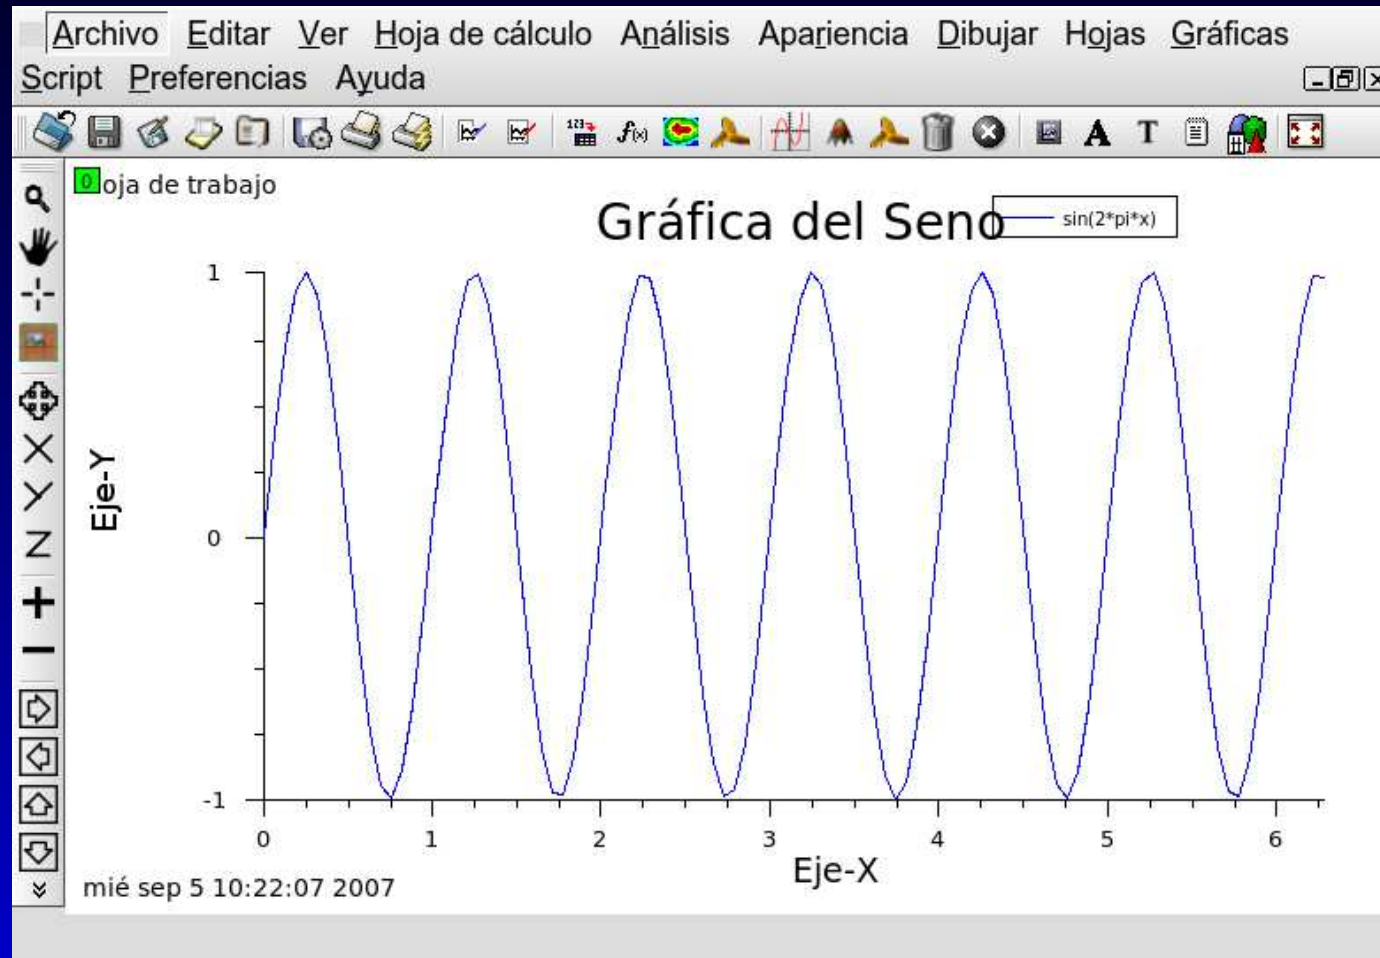 Archivo Editar Ver Hoja de cálculo Análisis Apariencia Dibujar Hojas Gráficas
Script Preferencias Ayuda
123 f(x) A T
0 oja de trabajo
Gráfica del Seno
sin(2*pi*x)
X
Y
Z
Eje-Y
1
0
-1
0 1 2 3 4 5 6
Eje-X
mié sep 5 10:22:07 2007